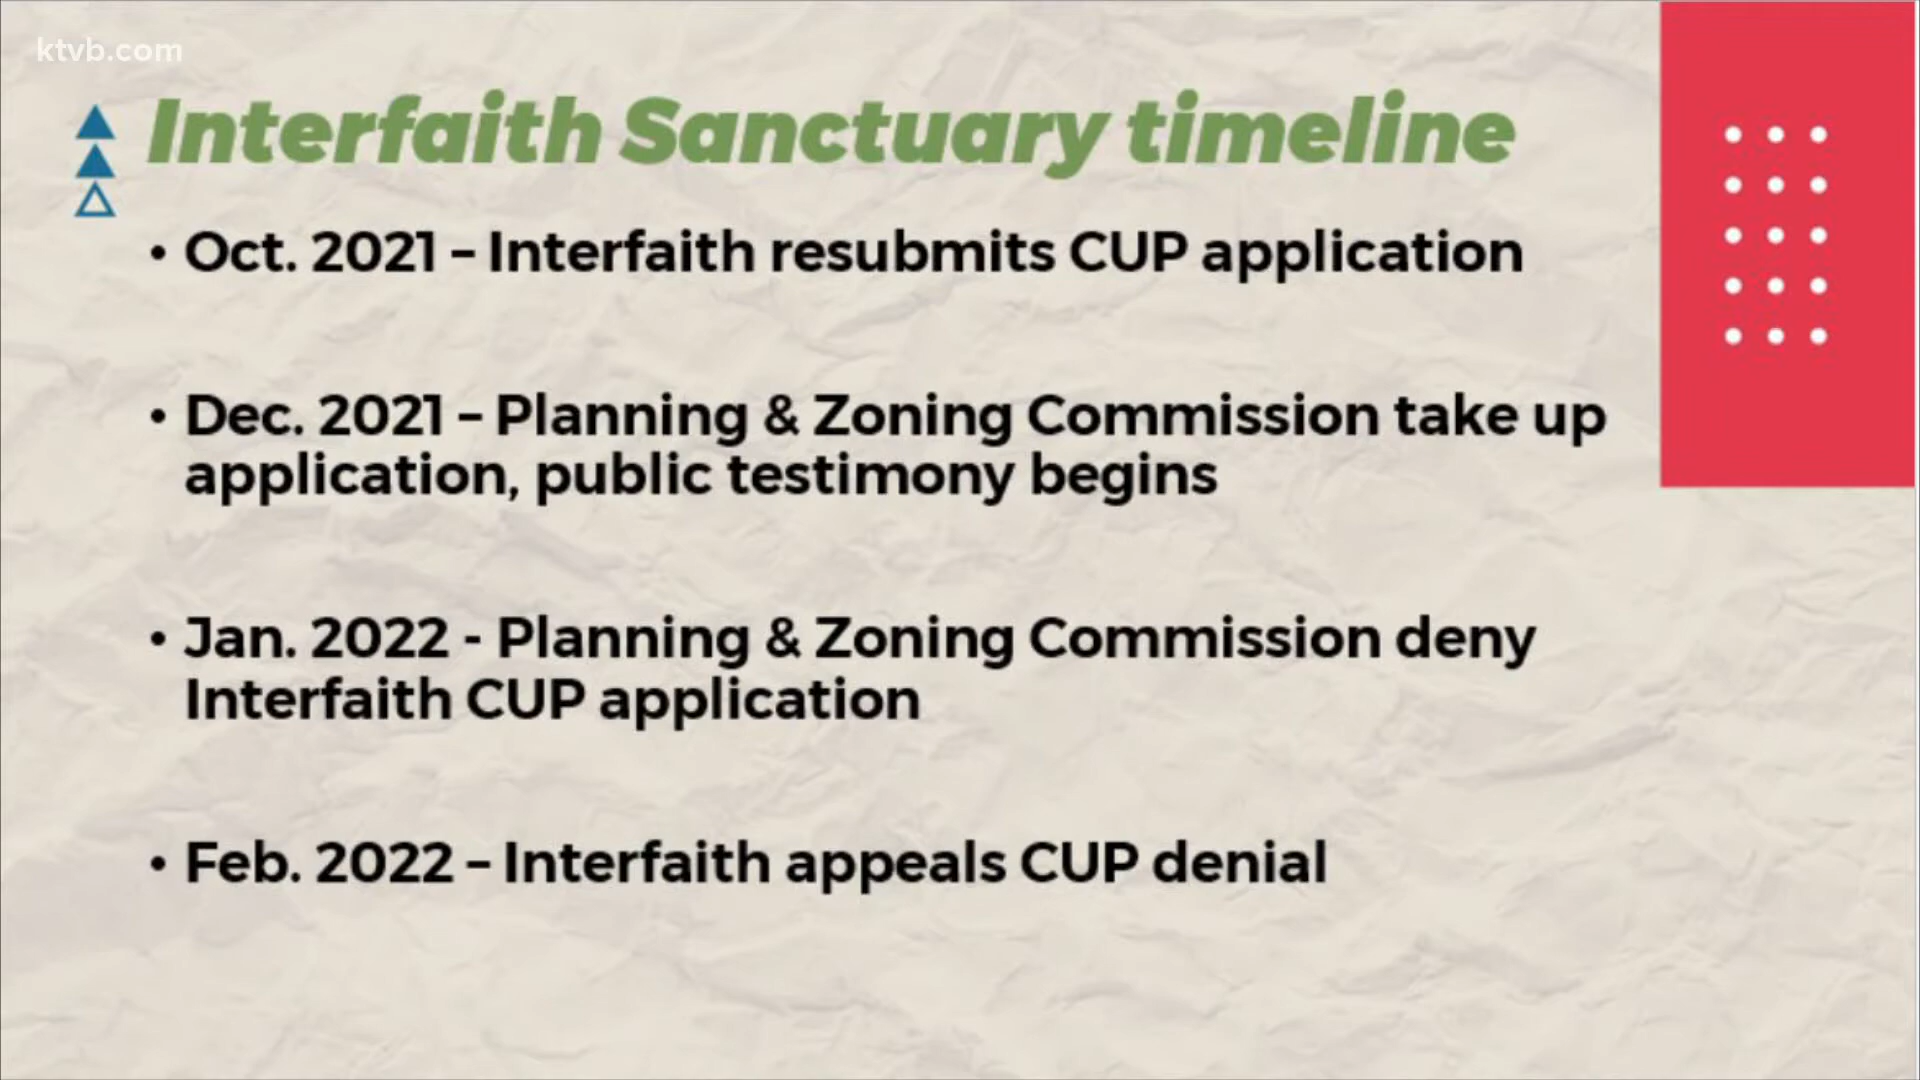 ktvb.com
Interfaith Sanctuary timeline
• Oct. 2021 – Interfaith resubmits CUP application
• Dec. 2021 – Planning & Zoning Commission take up
application, public testimony begins
• Jan. 2022 - Planning & Zoning Commission deny
Interfaith CUP application
• Feb. 2022 – Interfaith appeals CUP denial